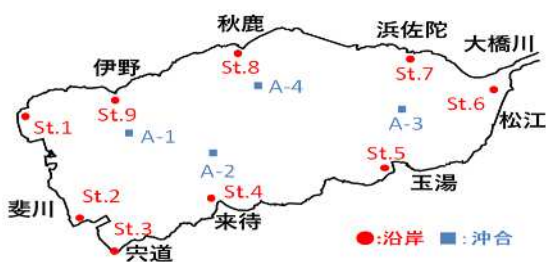 秋鹿
浜佐陀
大橋川
伊野
St.8
St.7
A-4
St.6
St.9
St.1
A-1
A-3
松江
A-2
St.5
斐川
St.2
St.4
玉湯
St.3
来待
宍道
:沿岸 :沖合